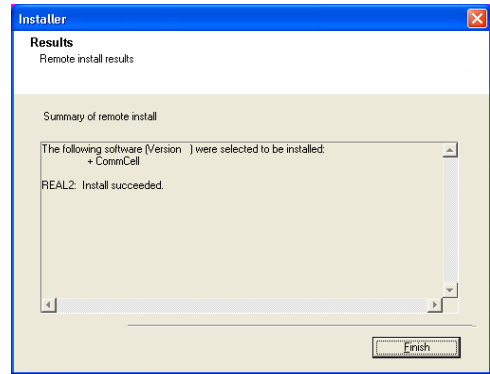 Installer
Results
Remote install results
Summary of remote install
The following software (Version   ) were selected to be installed:
+ CommCell
REAL2:  Install succeeded.
Finish